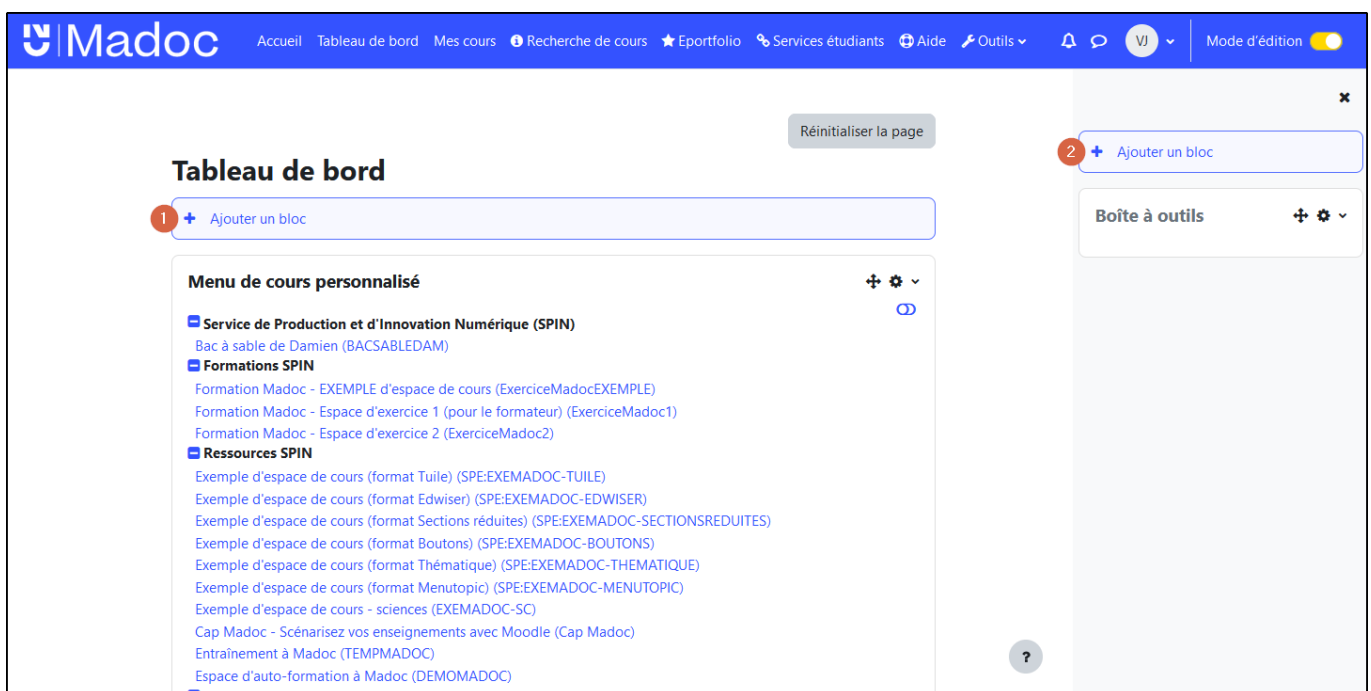 Madoc
Accueil Tableau de bord Mes cours Recherche de cours Eportfolio Services étudiants Aide Outils VJ Mode d'édition
Réinitialiser la page
Tableau de bord
1 + Ajouter un bloc
Menu de cours personnalisé
Service de Production et d'Innovation Numérique (SPIN)
Bac à sable de Damien (BACSABLEDAM)
Formations SPIN
Formation Madoc - EXEMPLE d'espace de cours (ExerciceMadocEXEMPLE)
Formation Madoc - Espace d'exercice 1 (pour le formateur) (ExerciceMadoc1)
Formation Madoc - Espace d'exercice 2 (ExerciceMadoc2)
Ressources SPIN
Exemple d'espace de cours (format Tuile) (SPE:EXEMADOC-TUILE)
Exemple d'espace de cours (format Edwiser) (SPE:EXEMADOC-EDWISER)
Exemple d'espace de cours (format Sections réduites) (SPE:EXEMADOC-SECTIONSREDUITES)
Exemple d'espace de cours (format Boutons) (SPE:EXEMADOC-BOUTONS)
Exemple d'espace de cours (format Thématique) (SPE:EXEMADOC-THEMATIQUE)
Exemple d'espace de cours (format Menutopic) (SPE:EXEMADOC-MENUTOPIC)
Exemple d'espace de cours - sciences (EXEMADOC-SC)
Cap Madoc - Scénarisez vos enseignements avec Moodle (Cap Madoc)
Entraînement à Madoc (TEMPMADOC)
Espace d'auto-formation à Madoc (DEMOMADOC)
2 + Ajouter un bloc
Boîte à outils
?